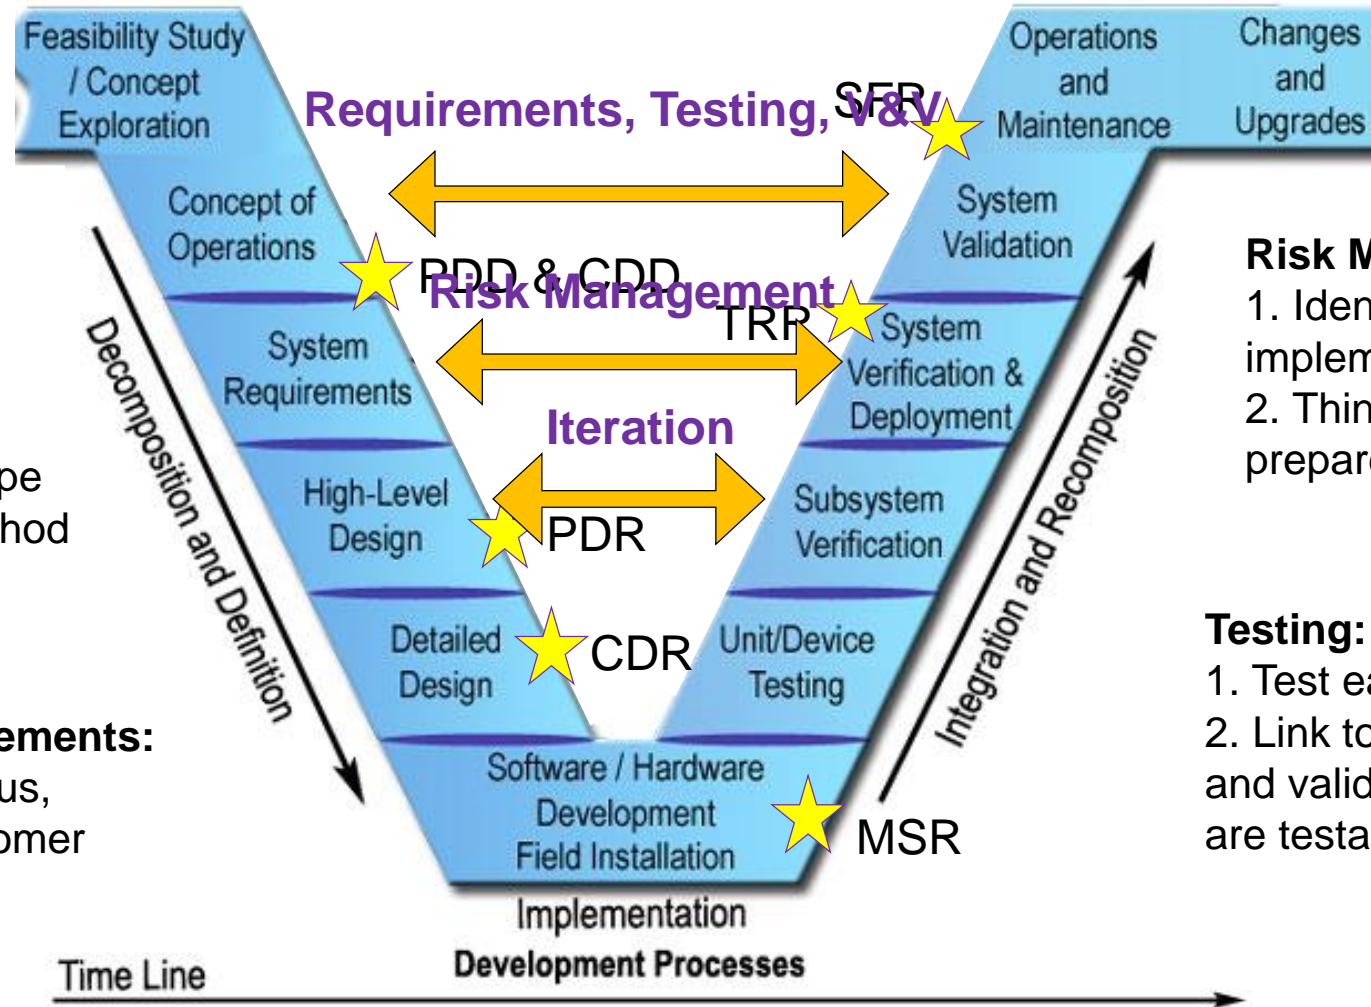 Feasibility Study
/ Concept
Exploration
Operations
and
Maintenance
Changes
and
Upgrades
Requirements, Testing, V&V
SFR
Concept of
Operations
System
Validation
PDD & CDD
Risk Management
TRR
System
Requirements
System
Verification &
Deployment
Iteration
High-Level
Design
PDR
Subsystem
Verification
Detailed
Design
CDR
Unit/Device
Testing
Software / Hardware
Development
Field Installation
MSR
Implementation
Development Processes
Time Line
Decomposition and Definition
Integration and Recomposition
pe
hod
ements:
us,
omer
Risk M
1. Iden
implem
2. Thin
prepar
Testing:
1. Test ea
2. Link to
and valid
are testa